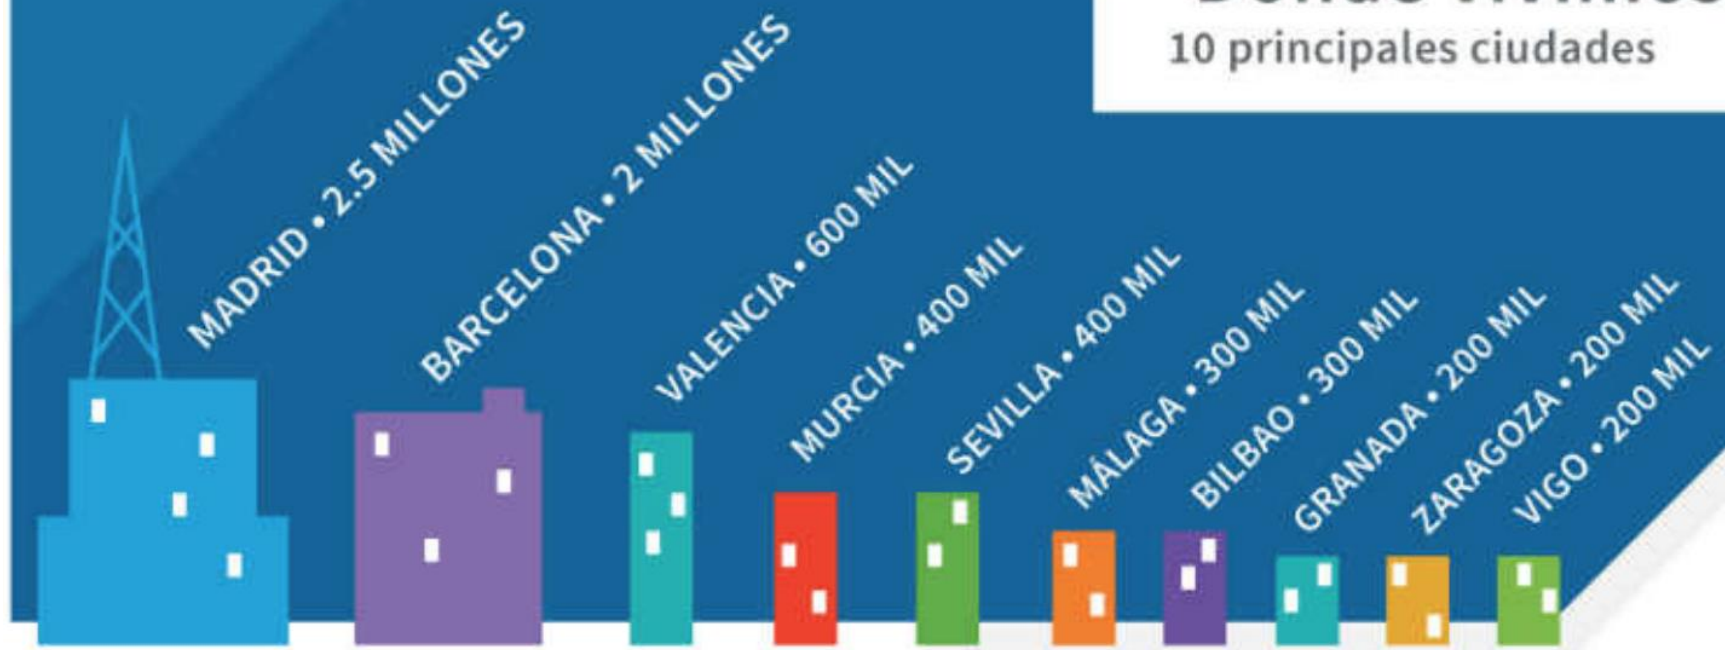 10 principales ciudades
MADRID • 2.5 MILLONES
BARCELONA • 2 MILLONES
VALENCIA • 600 MIL
MURCIA • 400 MIL
SEVILLA • 400 MIL
MÁLAGA • 300 MIL
BILBAO • 300 MIL
GRANADA • 200 MIL
ZARAGOZA • 200 MIL
VIGO • 200 MIL